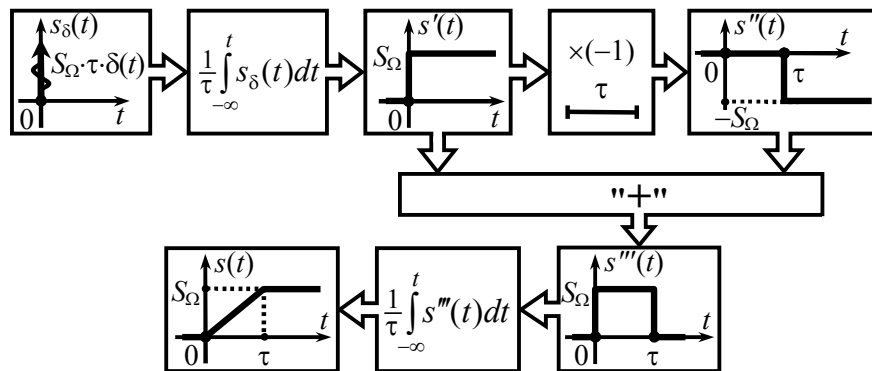 s_δ(t)
S_Ω·τ·δ(t)
0
t
1/τ ∫_{-∞}^{t} s_δ(t)dt
s′(t)
S_Ω
0
t
×(−1)
τ
s″(t)
t
0
τ
−S_Ω
"+"
s(t)
S_Ω
t
0
τ
1/τ ∫_{-∞}^{t} s‴(t)dt
s‴(t)
S_Ω
t
0
τ